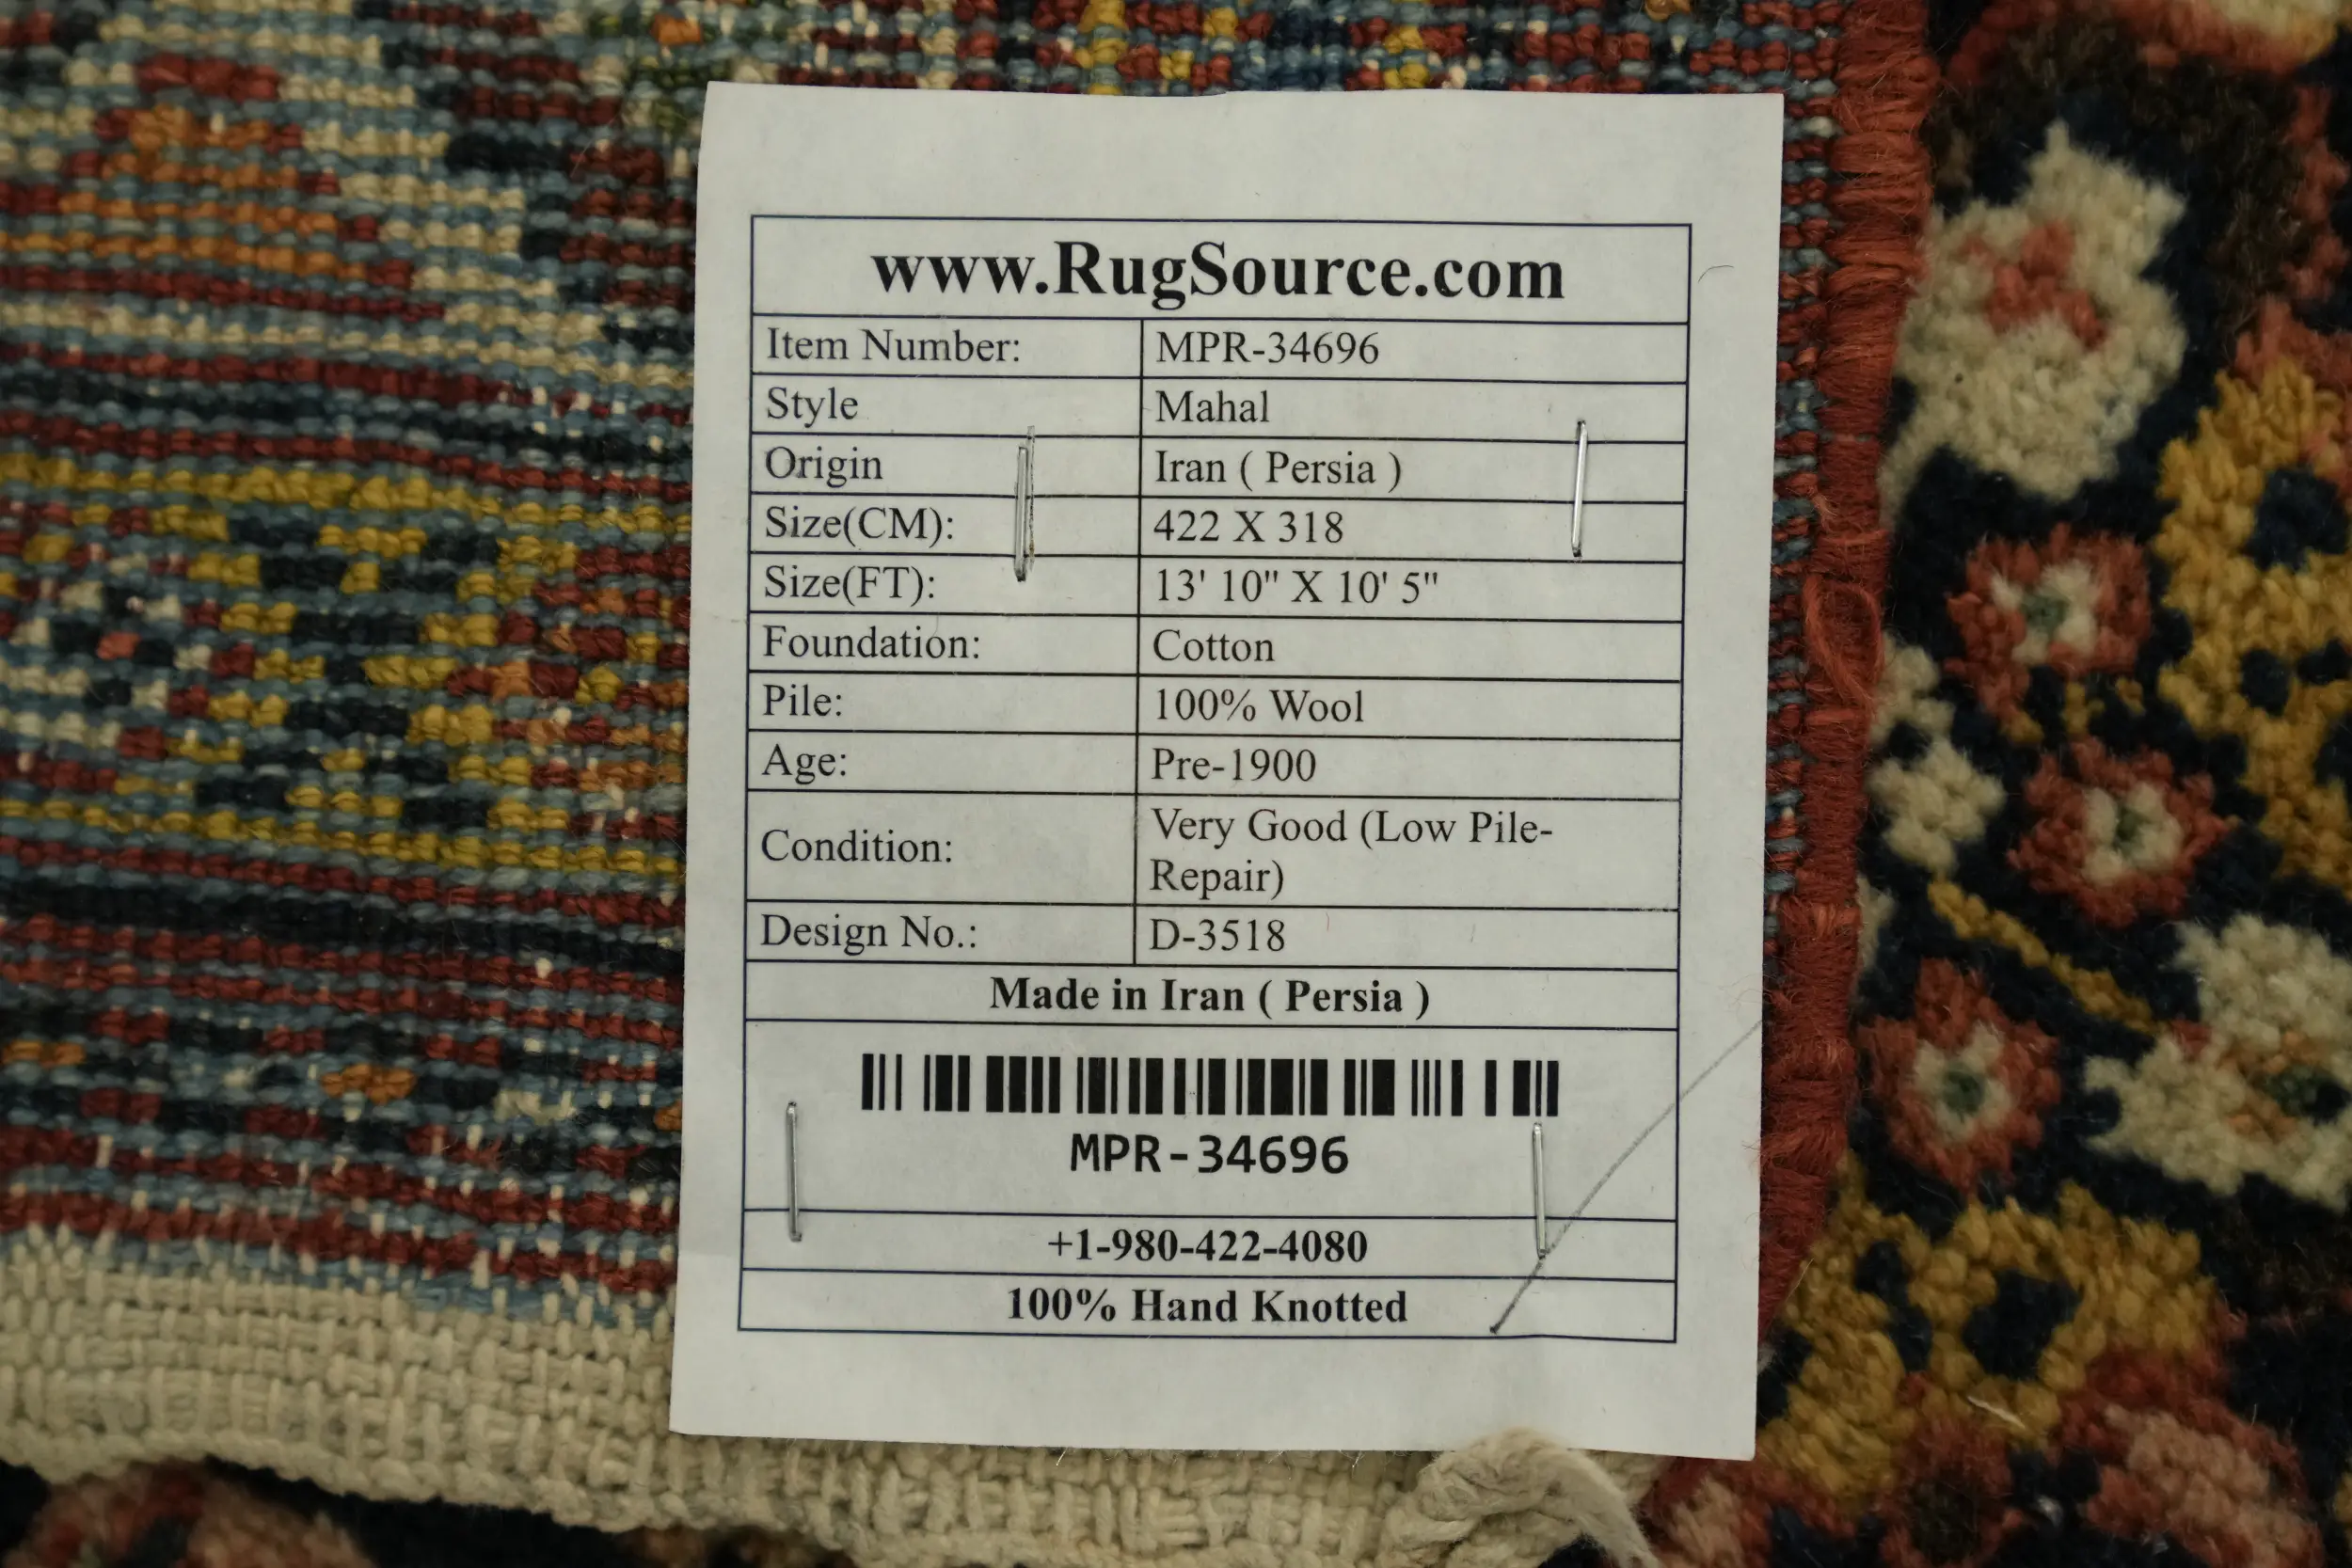 www.RugSource.com
Item Number: MPR-34696
Style Mahal
Origin Iran ( Persia )
Size(CM): 422 X 318
Size(FT): 13' 10" X 10' 5"
Foundation: Cotton
Pile: 100% Wool
Age: Pre-1900
Condition: Very Good (Low Pile-
Repair)
Design No.: D-3518
Made in Iran ( Persia )
MPR-34696
+1-980-422-4080
100% Hand Knotted